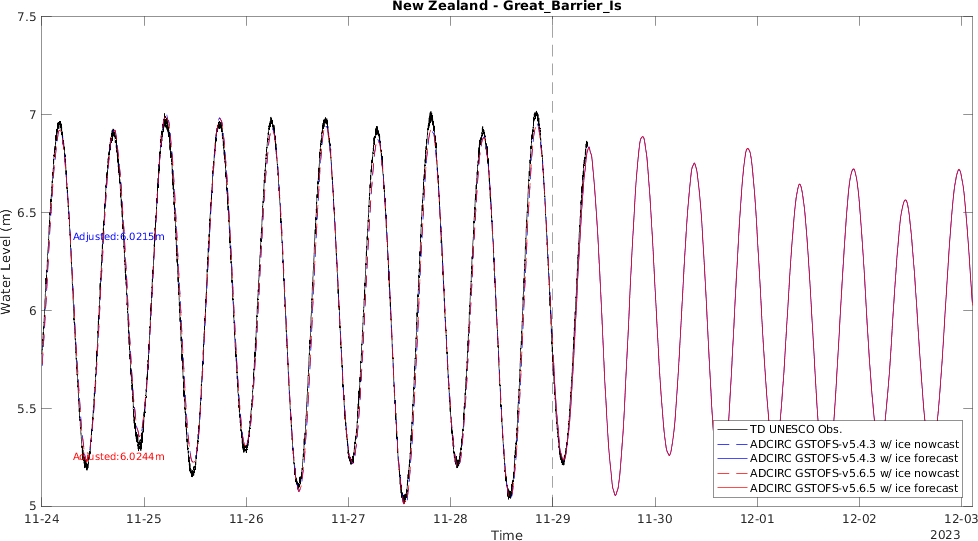 New Zealand - Great_Barrier_Is
7.5
7
6.5
6
5.5
5
Water Level (m)
Adjusted:6.0215m
Adjusted:6.0244m
TD UNESCO Obs.
ADCIRC GSTOFS-v5.4.3 w/ ice nowcast
ADCIRC GSTOFS-v5.4.3 w/ ice forecast
ADCIRC GSTOFS-v5.6.5 w/ ice nowcast
ADCIRC GSTOFS-v5.6.5 w/ ice forecast
11-24 11-25 11-26 11-27 11-28 11-29 11-30 12-01 12-02 12-03
Time
2023